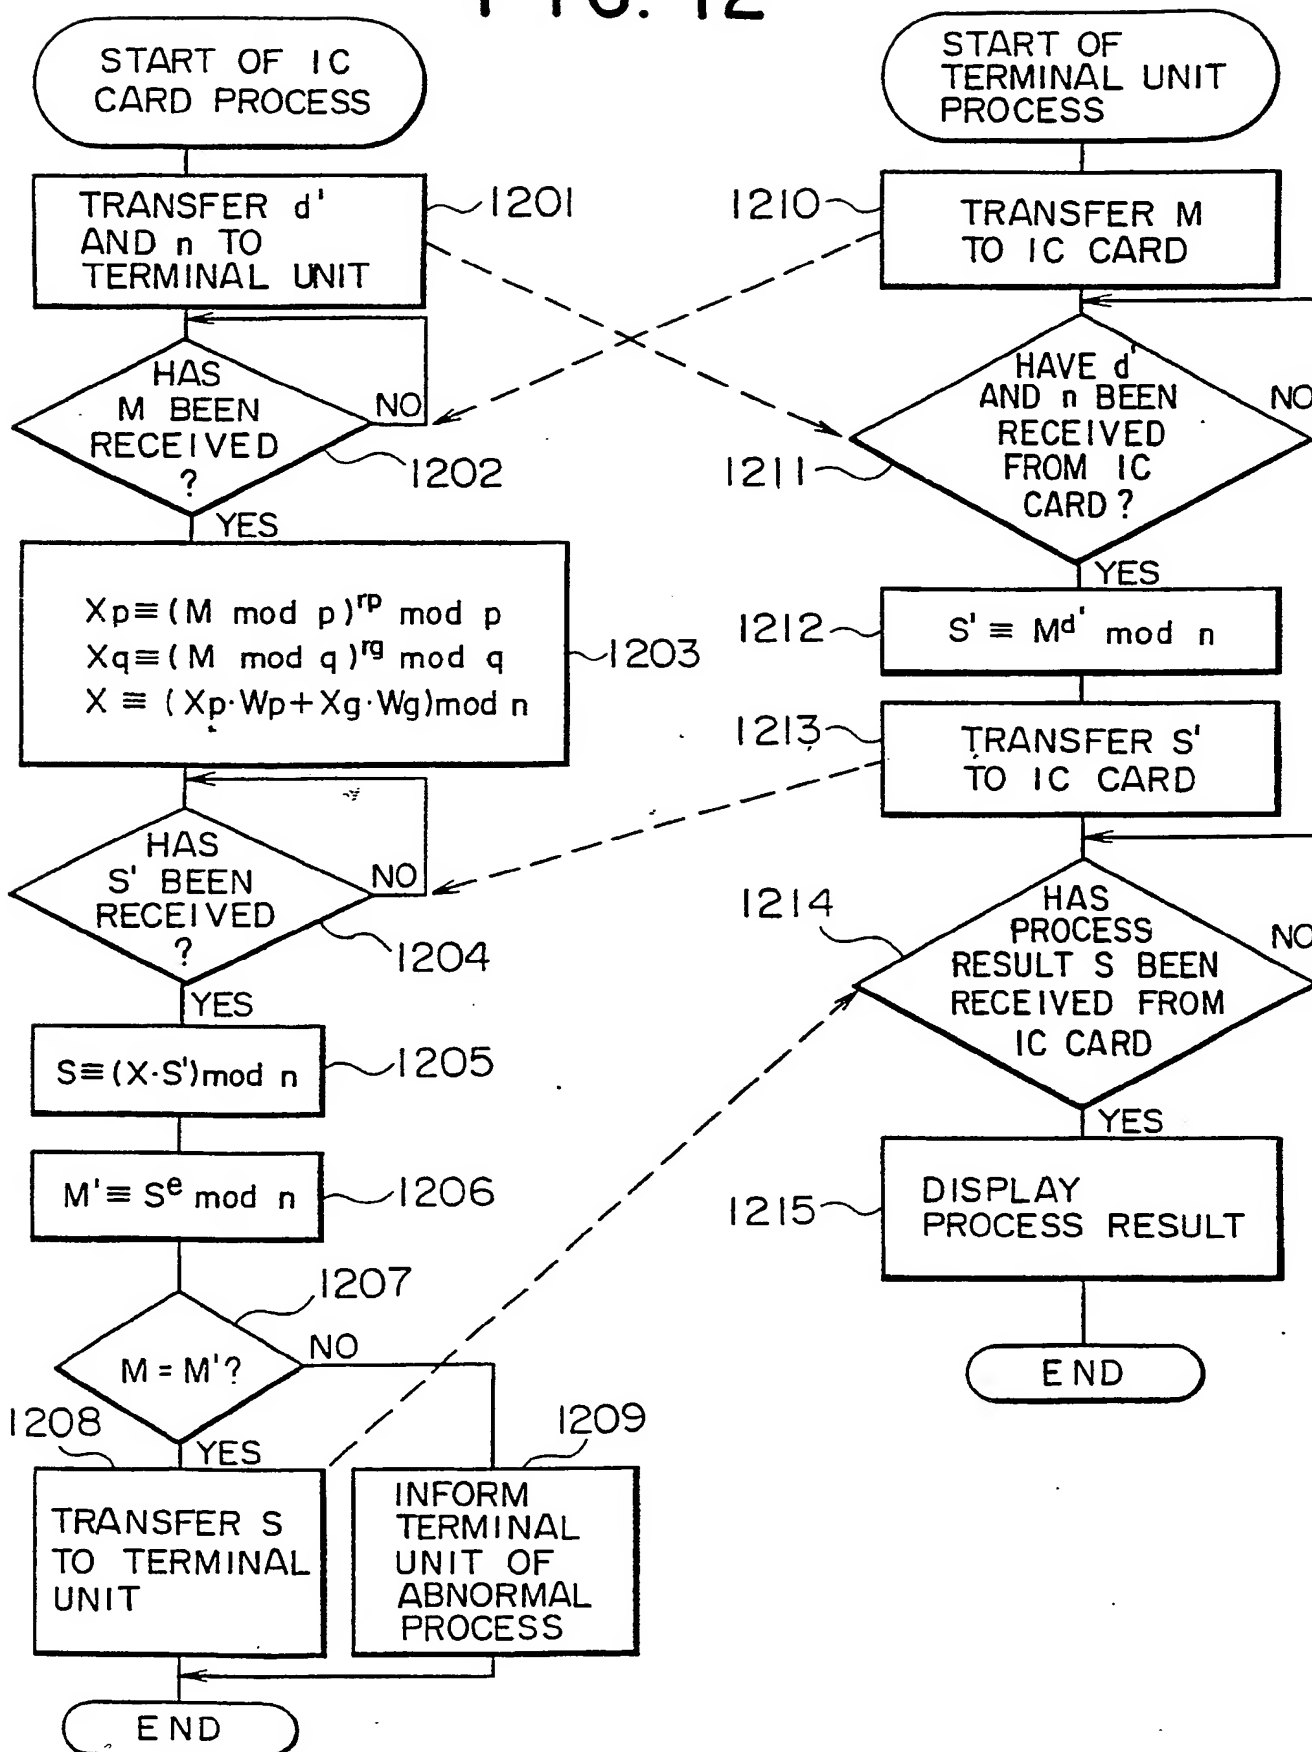 FIG. 12
START OF IC
CARD PROCESS
TRANSFER d'
AND n TO
TERMINAL UNIT
1201
HAS
M BEEN
RECEIVED
?
NO
1202
YES
Xp≡(M mod p)^rp mod p
Xq≡(M mod q)^rg mod q
X ≡ (Xp·Wp+Xg·Wg)mod n
1203
HAS
S' BEEN
RECEIVED
?
NO
1204
YES
S≡(X·S')mod n
1205
M'≡S^e mod n
1206
1207
M=M'?
NO
YES
1208
TRANSFER S
TO TERMINAL
UNIT
1209
INFORM
TERMINAL
UNIT OF
ABNORMAL
PROCESS
END
START OF
TERMINAL UNIT
PROCESS
1210
TRANSFER M
TO IC CARD
HAVE d'
AND n BEEN
RECEIVED
FROM IC
CARD?
NO
1211
YES
1212
S' ≡ M^d' mod n
1213
TRANSFER S'
TO IC CARD
1214
HAS
PROCESS
RESULT S BEEN
RECEIVED FROM
IC CARD
NO
YES
1215
DISPLAY
PROCESS RESULT
END